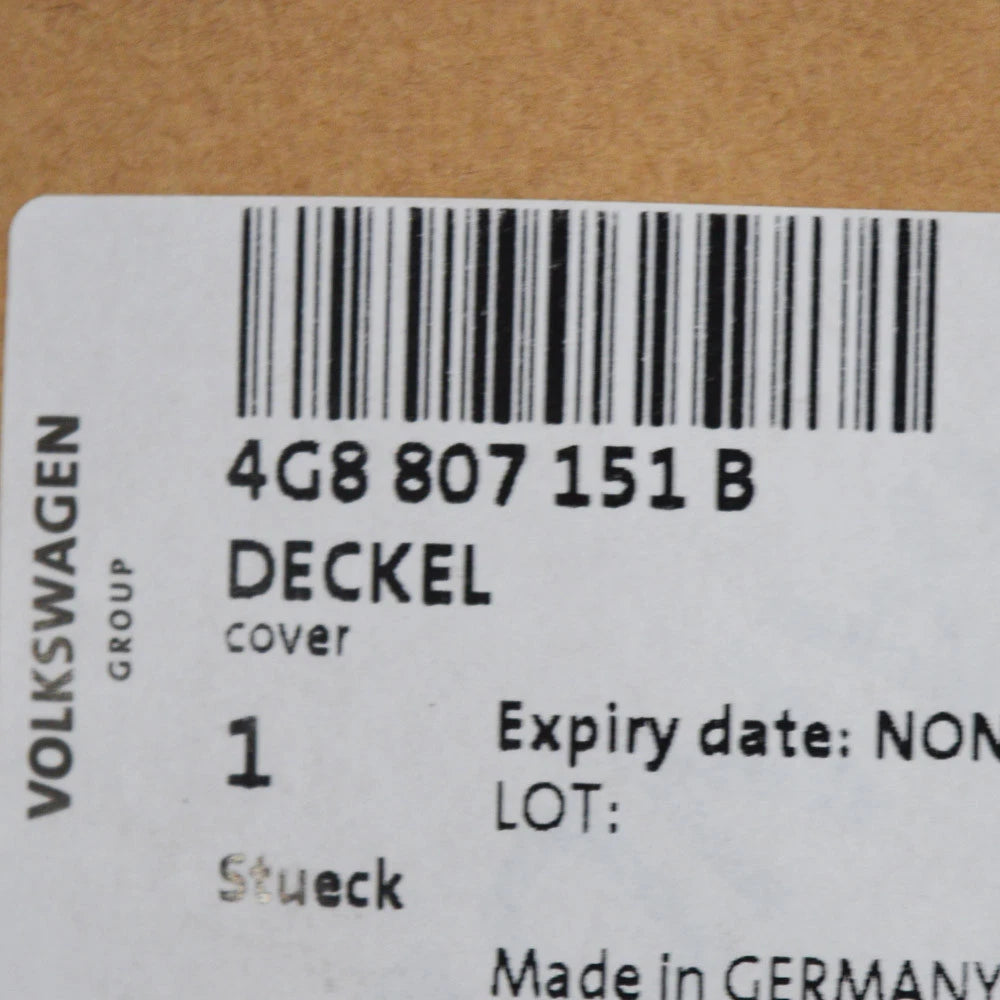 VOLKSWAGEN
GROUP
4G8 807 151 B
DECKEL
cover
1
Stueck
Expiry date: NON
LOT:
Made in GERMANY